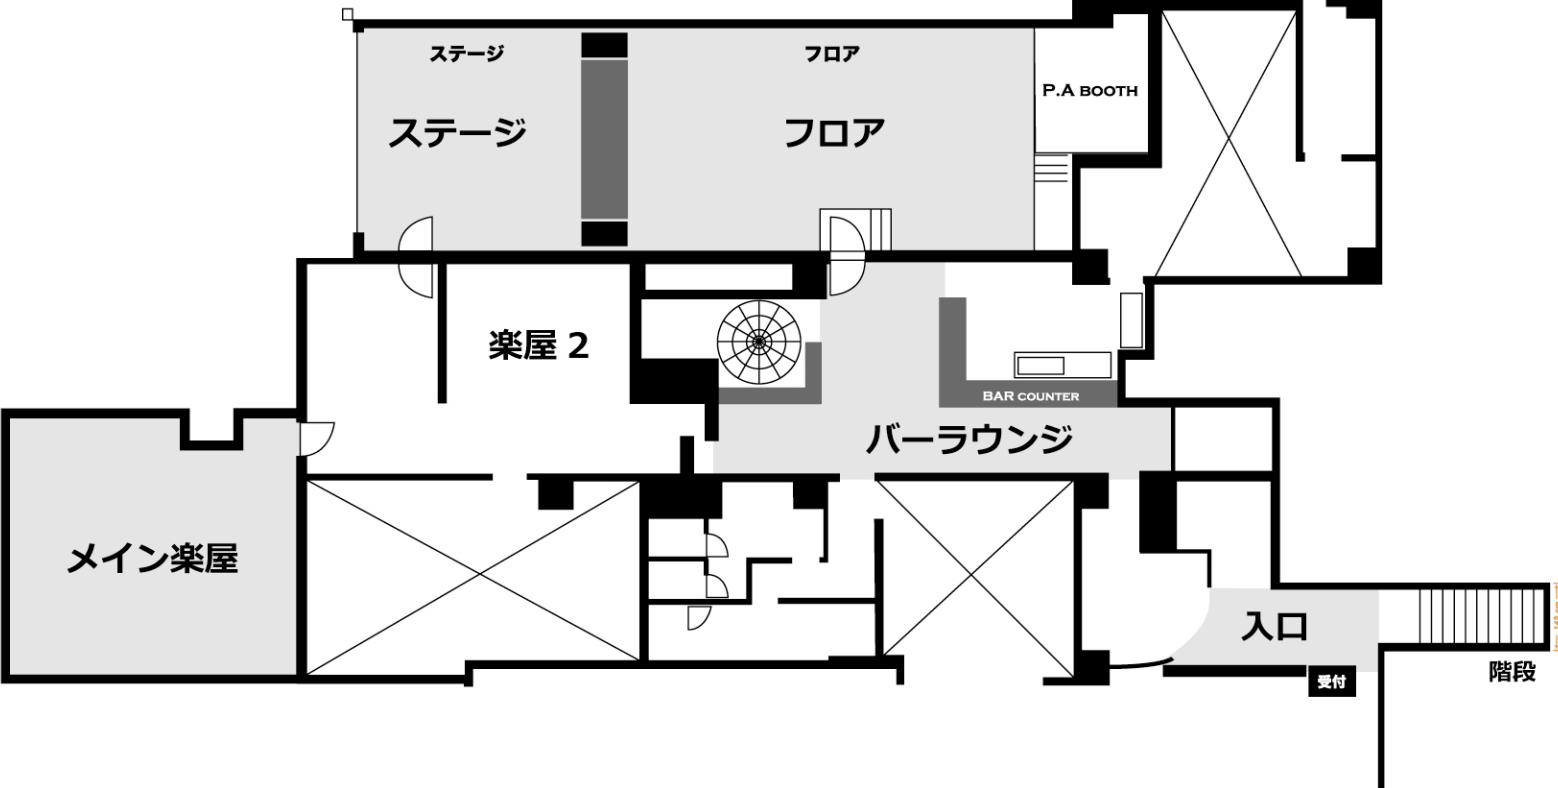 ステージ
フロア
P.A BOOTH
ステージ
フロア
楽屋 2
BAR COUNTER
バーラウンジ
メイン楽屋
入口
階段
受付